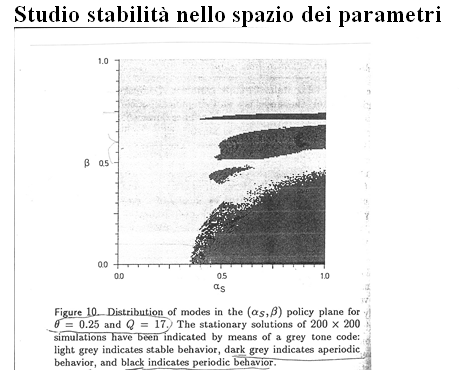 Studio stabilità nello spazio dei parametri
1.0
β 0.5
0.0
0.0 0.5 1.0
αS
Figure 10. Distribution of modes in the (αS, β) policy plane for
θ = 0.25 and Q = 17. The stationary solutions of 200 × 200
simulations have been indicated by means of a grey tone code:
light grey indicates stable behavior, dark grey indicates aperiodic
behavior, and black indicates periodic behavior.